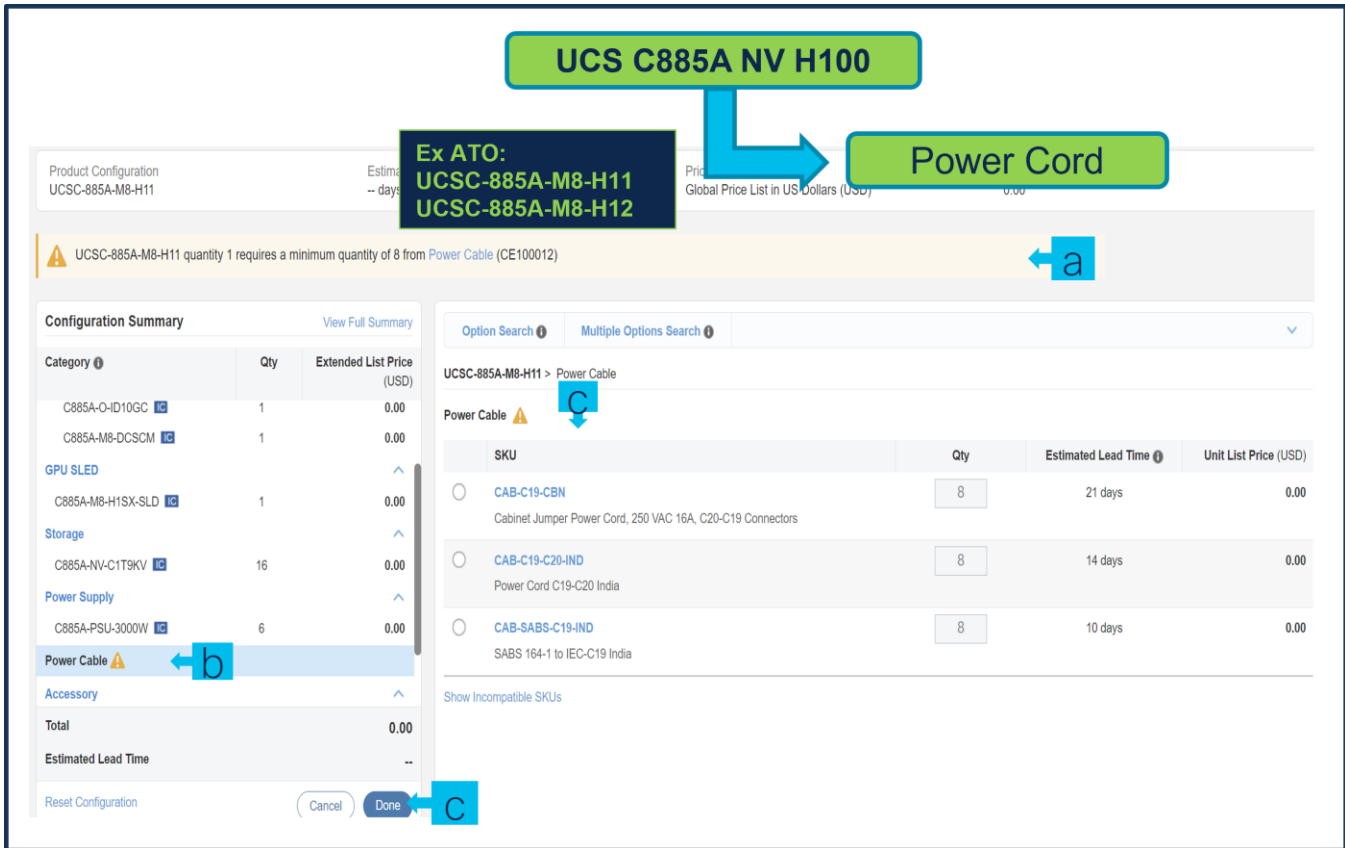 UCS C885A NV H100
Power Cord
Ex ATO:
UCSC-885A-M8-H11
UCSC-885A-M8-H12
Product Configuration
UCSC-885A-M8-H11
-- days
Global Price List in US Dollars (USD)
0.00
UCSC-885A-M8-H11 quantity 1 requires a minimum quantity of 8 from Power Cable (CE100012)
a
Configuration Summary View Full Summary
Category Qty Extended List Price
(USD)
C885A-O-ID10GC IC 1 0.00
C885A-M8-DCSCM IC 1 0.00
GPU SLED
C885A-M8-H1SX-SLD IC 1 0.00
Storage
C885A-NV-C1T9KV IC 16 0.00
Power Supply
C885A-PSU-3000W IC 6 0.00
Power Cable
b
Accessory
Total 0.00
Estimated Lead Time --
Reset Configuration Cancel Done
C
Option Search Multiple Options Search
UCSC-885A-M8-H11 > Power Cable
Power Cable
C
SKU Qty Estimated Lead Time Unit List Price (USD)
CAB-C19-CBN 8 21 days 0.00
Cabinet Jumper Power Cord, 250 VAC 16A, C20-C19 Connectors
CAB-C19-C20-IND 8 14 days 0.00
Power Cord C19-C20 India
CAB-SABS-C19-IND 8 10 days 0.00
SABS 164-1 to IEC-C19 India
Show Incompatible SKUs